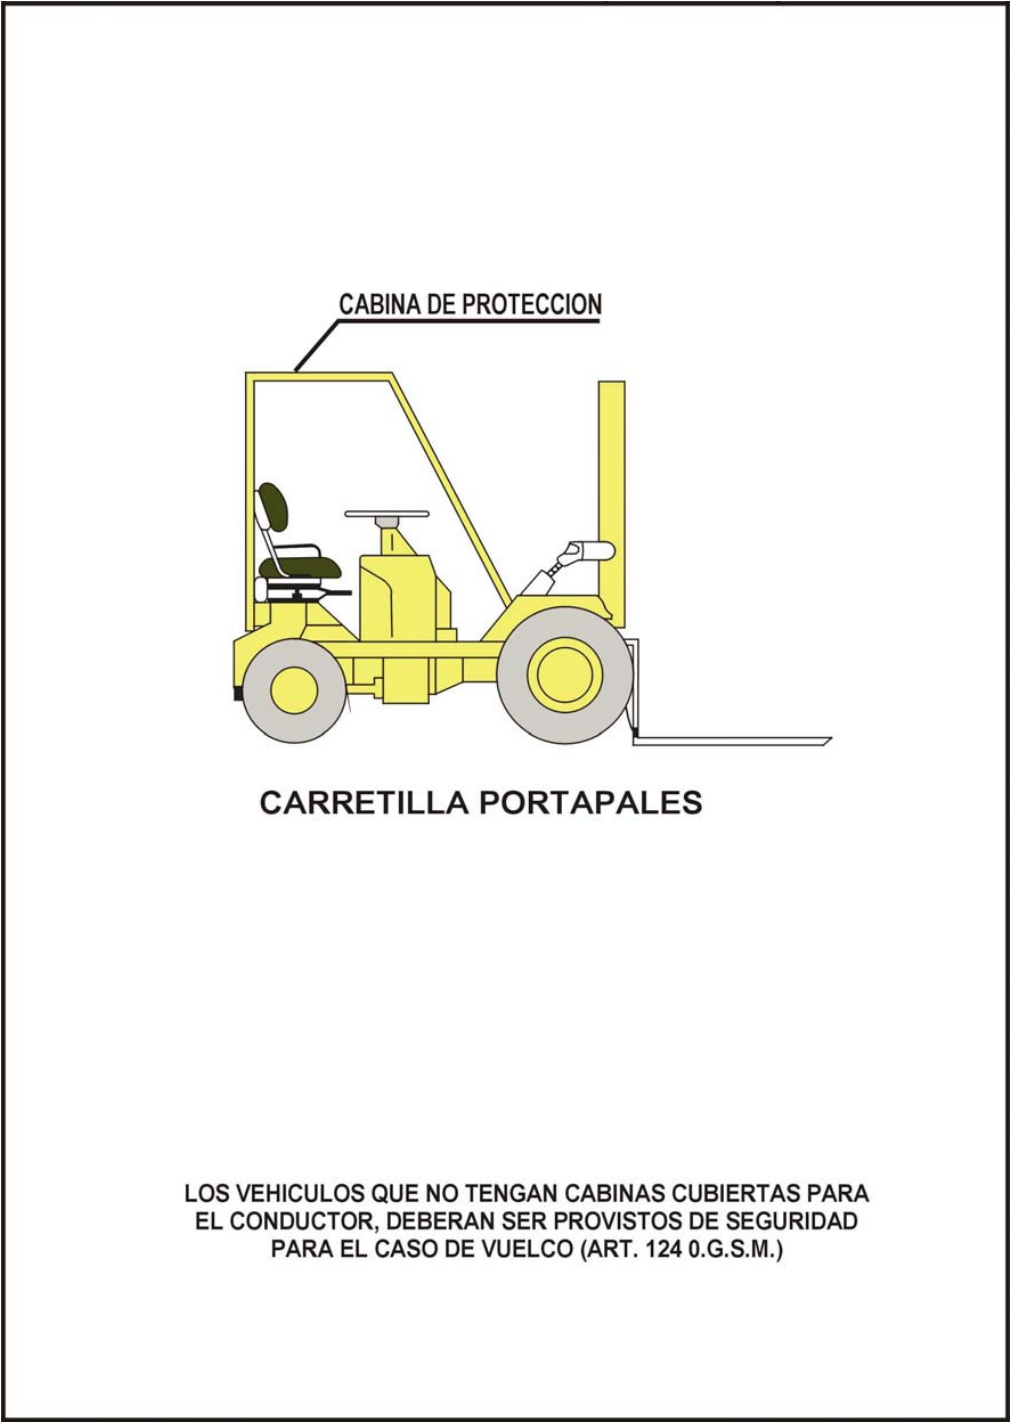 CABINA DE PROTECCION
CARRETILLA PORTAPALES
LOS VEHICULOS QUE NO TENGAN CABINAS CUBIERTAS PARA
EL CONDUCTOR, DEBERAN SER PROVISTOS DE SEGURIDAD
PARA EL CASO DE VUELCO (ART. 124 0.G.S.M.)